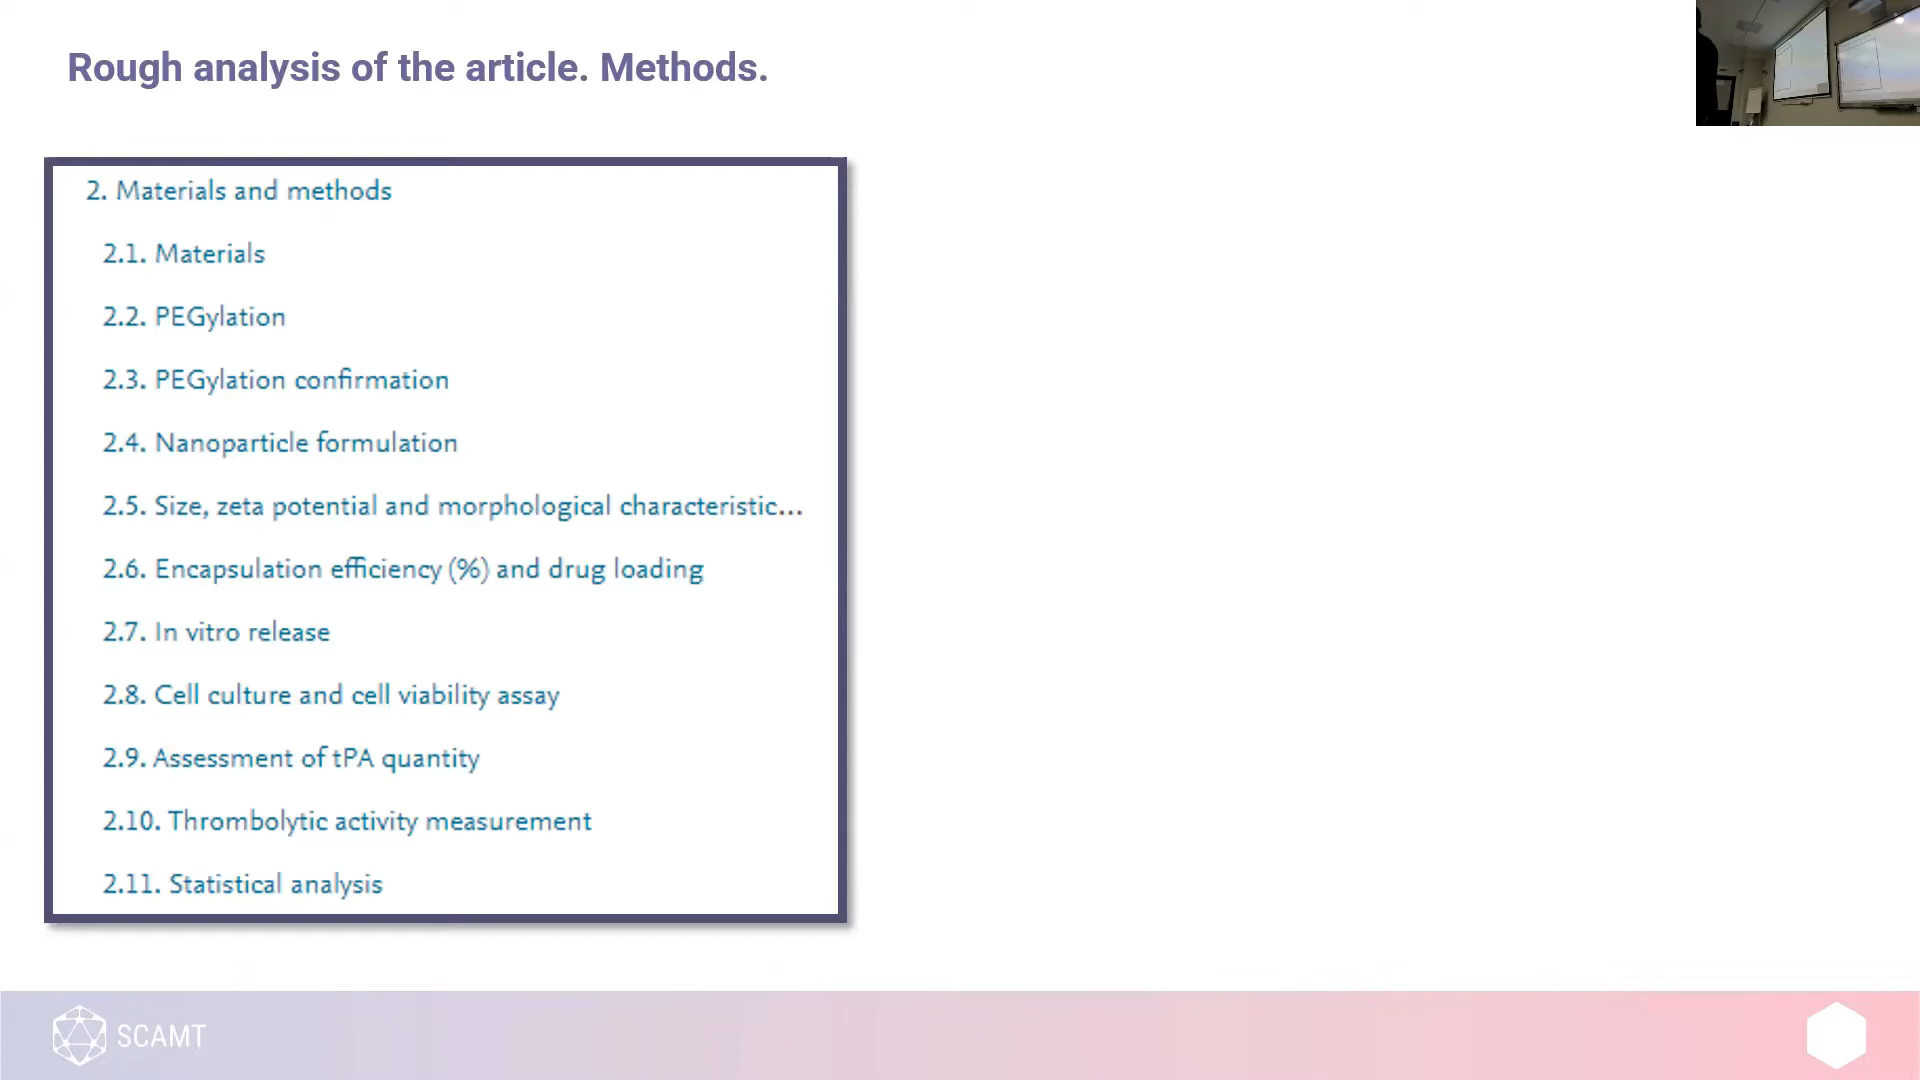 Rough analysis of the article. Methods.
2. Materials and methods
2.1. Materials
2.2. PEGylation
2.3. PEGylation confirmation
2.4. Nanoparticle formulation
2.5. Size, zeta potential and morphological characteristic...
2.6. Encapsulation efficiency (%) and drug loading
2.7. In vitro release
2.8. Cell culture and cell viability assay
2.9. Assessment of tPA quantity
2.10. Thrombolytic activity measurement
2.11. Statistical analysis
SCAMT